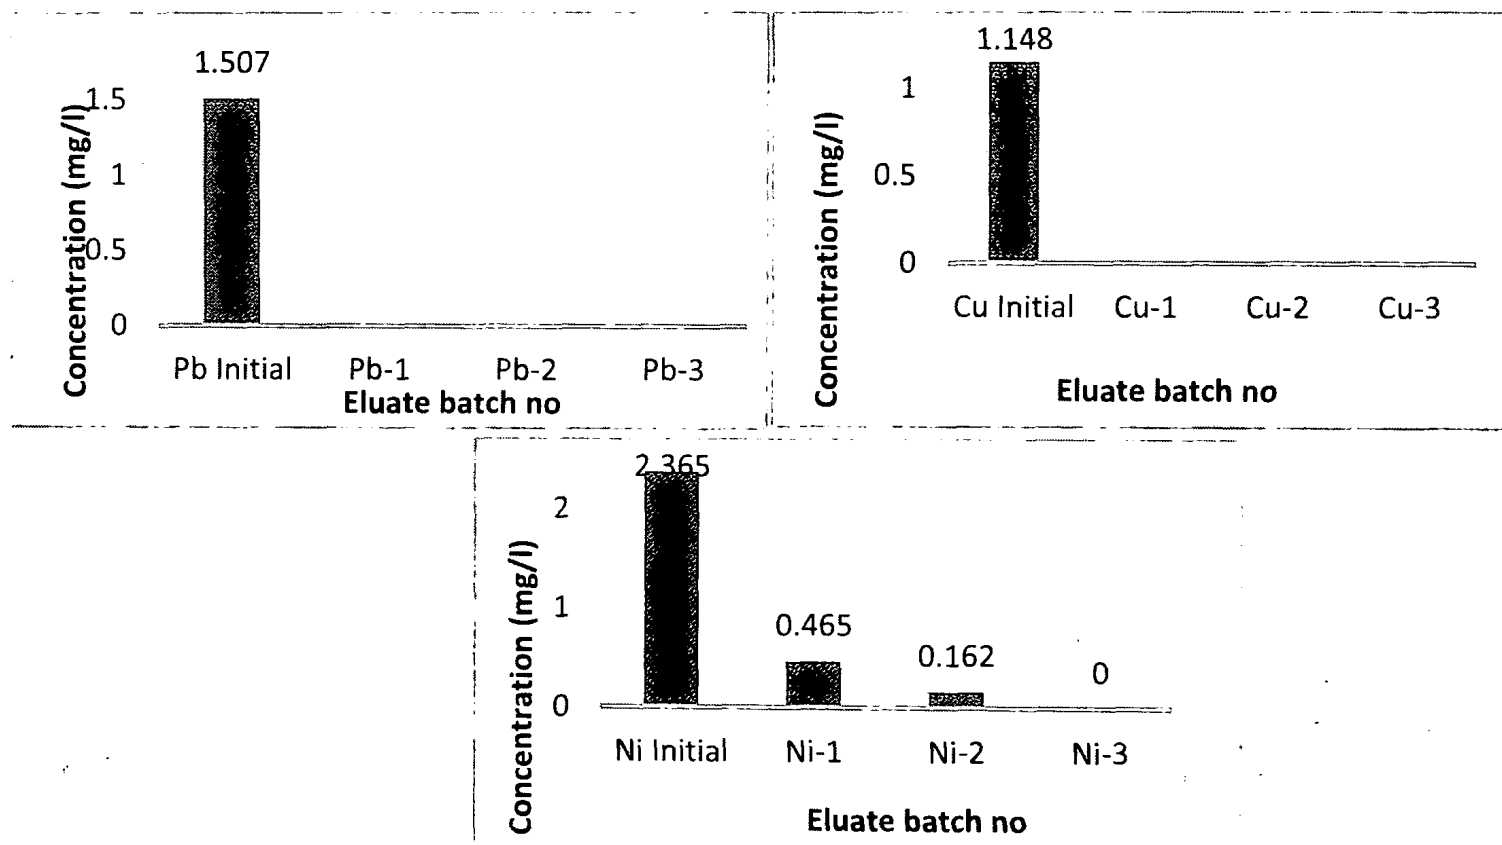 1.507
Concentration (mg/l)
1.5
1
0.5
0
Pb Initial Pb-1 Pb-2 Pb-3
Eluate batch no
1.148
Concentration (mg/l)
1
0.5
0
Cu Initial Cu-1 Cu-2 Cu-3
Eluate batch no
2.365
Concentration (mg/l)
2
1
0
0.465
0.162
0
Ni Initial Ni-1 Ni-2 Ni-3
Eluate batch no